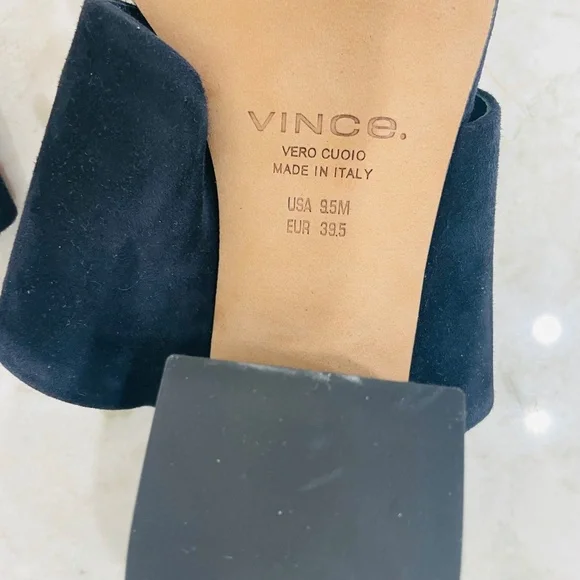 VINCE.
VERO CUOIO
MADE IN ITALY
USA 9.5M
EUR 39.5